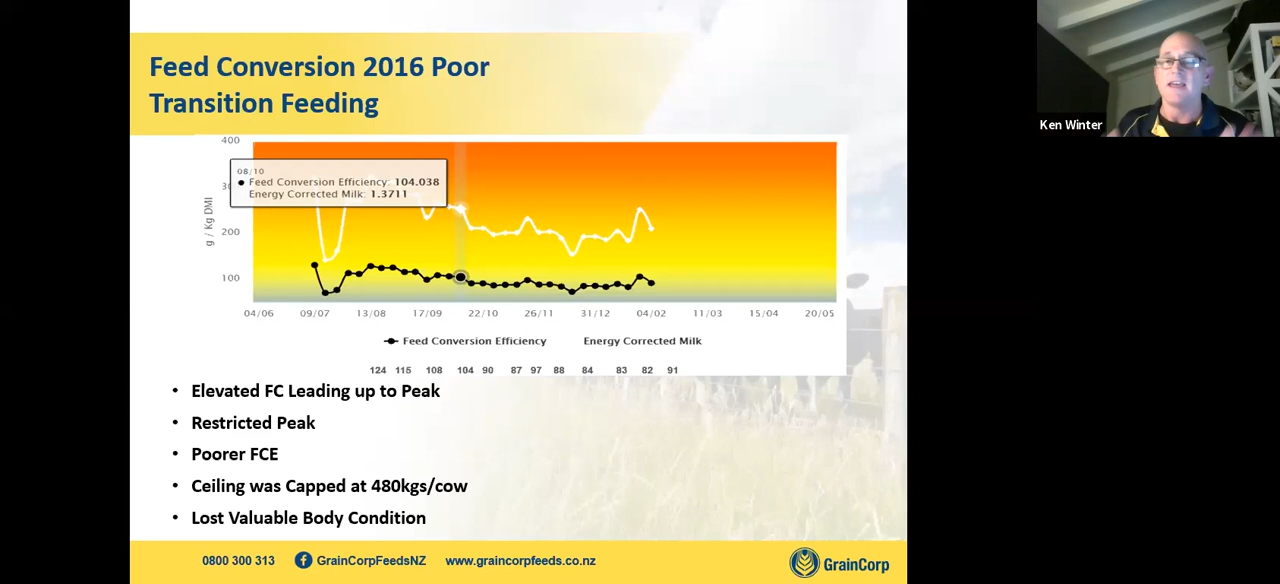 Feed Conversion 2016 Poor
Transition Feeding
Ken Winter
400
08/10
Feed Conversion Efficiency: 104.038
Energy Corrected Milk: 1.3711
g / Kg DMI
200
100
04/06 09/07 13/08 17/09 22/10 26/11 31/12 04/02 11/03 15/04 20/05
Feed Conversion Efficiency Energy Corrected Milk
124 115 108 104 90 87 97 88 84 83 82 91
• Elevated FC Leading up to Peak
• Restricted Peak
• Poorer FCE
• Ceiling was Capped at 480kgs/cow
• Lost Valuable Body Condition
0800 300 313 GrainCorpFeedsNZ www.graincorpfeeds.co.nz GrainCorp